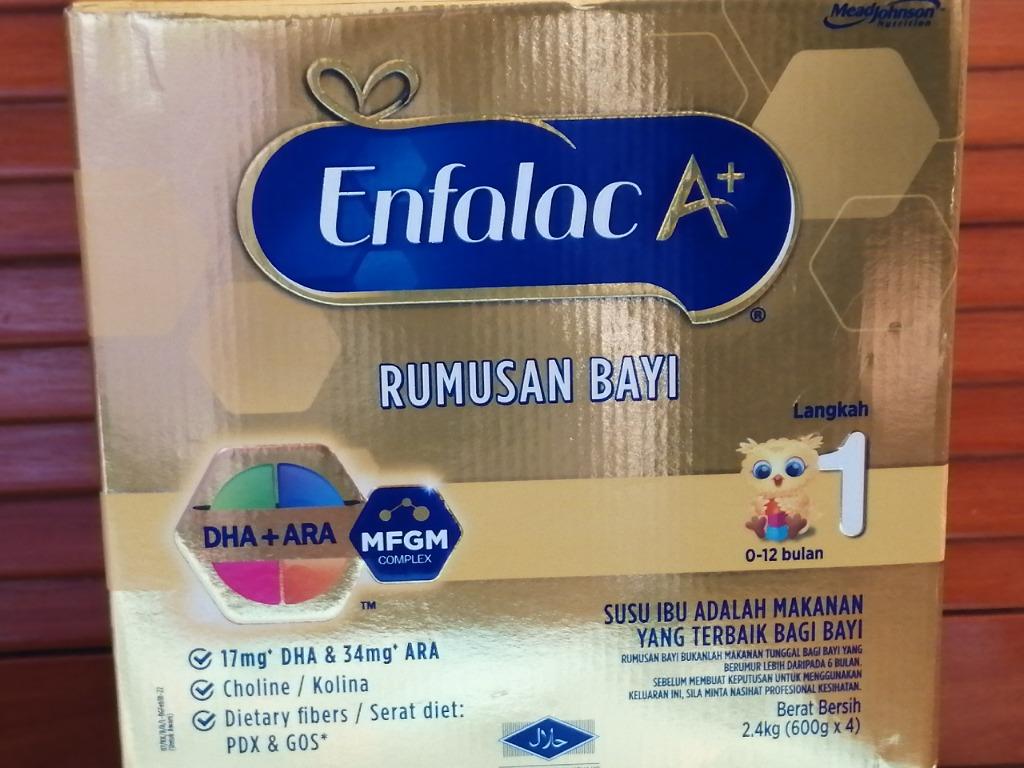 MeadJohnson™
Nutrition
Enfalac A+
®
RUMUSAN BAYI
Langkah
1
0-12 bulan
DHA + ARA
MFGM
COMPLEX
™
17mg* DHA & 34mg* ARA
Choline / Kolina
Dietary fibers / Serat diet:
PDX & GOS*
SUSU IBU ADALAH MAKANAN
YANG TERBAIK BAGI BAYI
RUMUSAN BAYI BUKANLAH MAKANAN TUNGGAL BAGI BAYI YANG
BERUMUR LEBIH DARIPADA 6 BULAN.
SEBELUM MEMBUAT KEPUTUSAN UNTUK MENGGUNAKAN
KELUARAN INI, SILA MINTA NASIHAT PROFESIONAL KESIHATAN.
Berat Bersih
2.4kg (600g x 4)
حلال